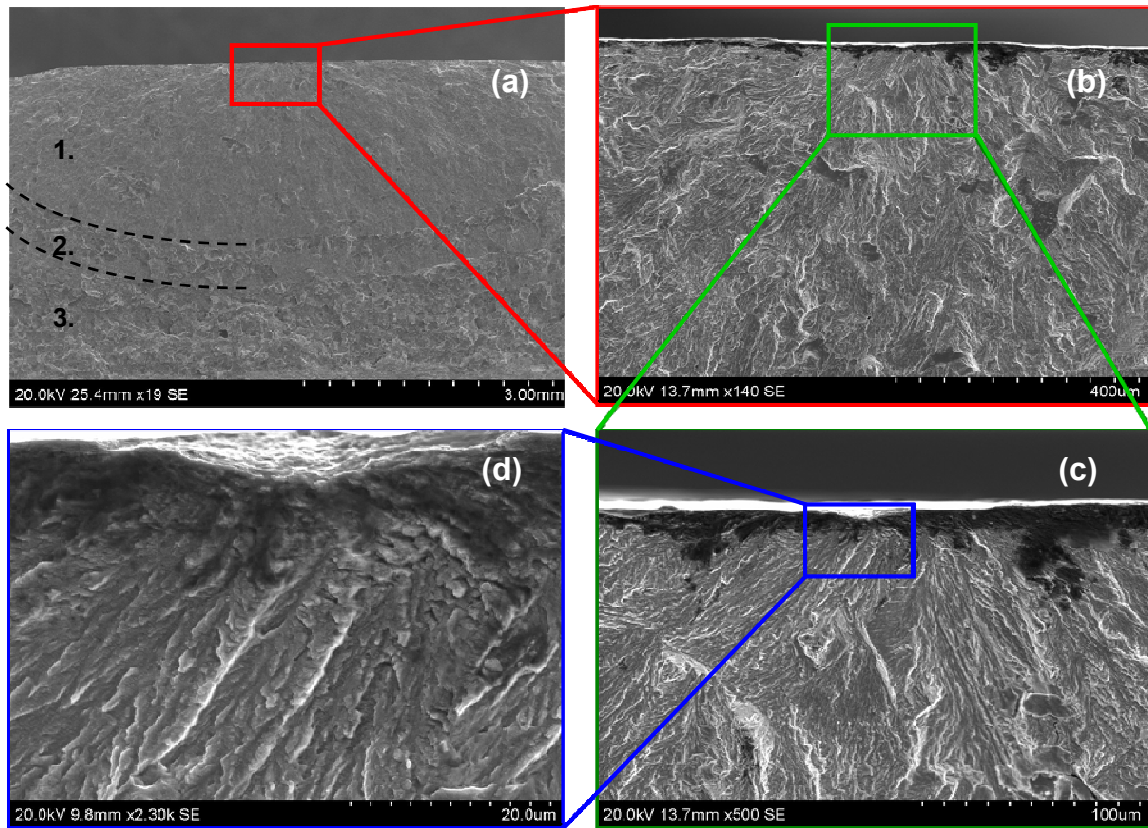 (a)
1.
2.
3.
20.0kV 25.4mm x19 SE 3.00mm
(b)
20.0kV 13.7mm x140 SE 400um
(d)
20.0kV 9.8mm x2.30k SE 20.0um
(c)
20.0kV 13.7mm x500 SE 100um